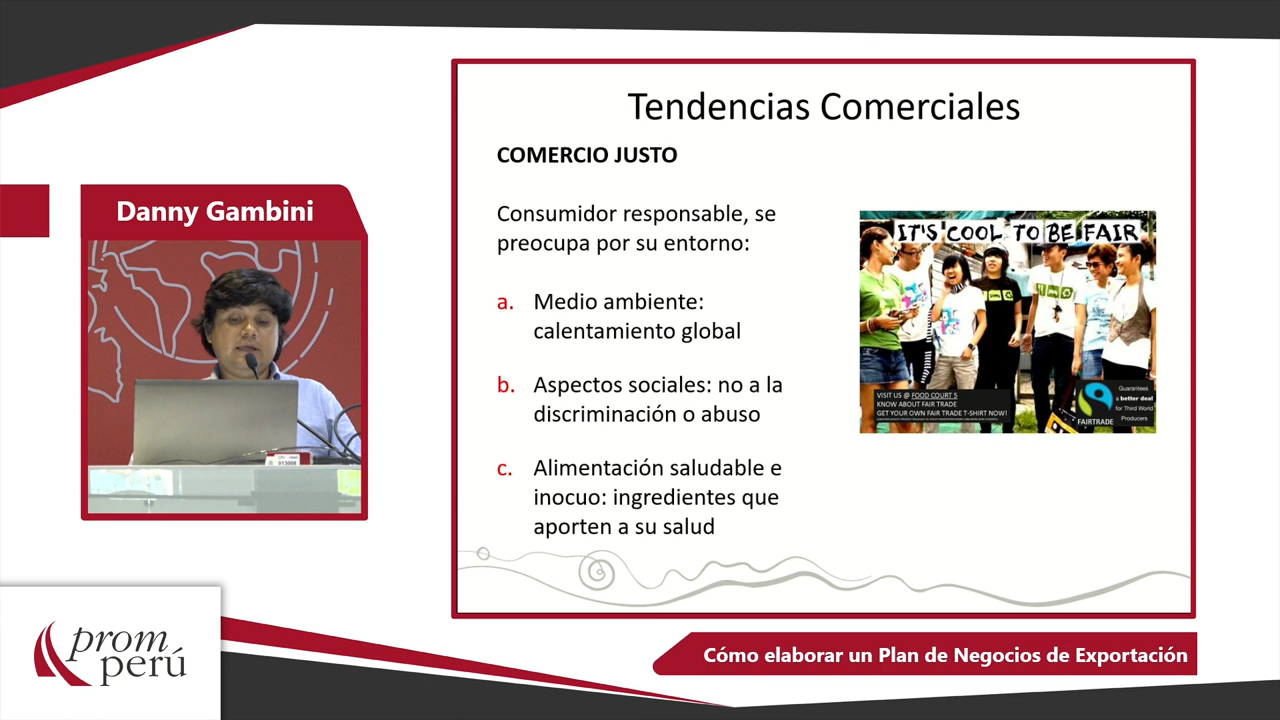 Danny Gambini
Tendencias Comerciales
COMERCIO JUSTO
Consumidor responsable, se
preocupa por su entorno:
a. Medio ambiente:
calentamiento global
b. Aspectos sociales: no a la
discriminación o abuso
c. Alimentación saludable e
inocuo: ingredientes que
aporten a su salud
IT'S COOL TO BE FAIR
VISIT US @ FOOD COURT 5
KNOW ABOUT FAIR TRADE
GET YOUR OWN FAIR TRADE T-SHIRT NOW!
FAIRTRADE
Guarantees
a better deal
for Third World
Producers
prom
perú
Cómo elaborar un Plan de Negocios de Exportación